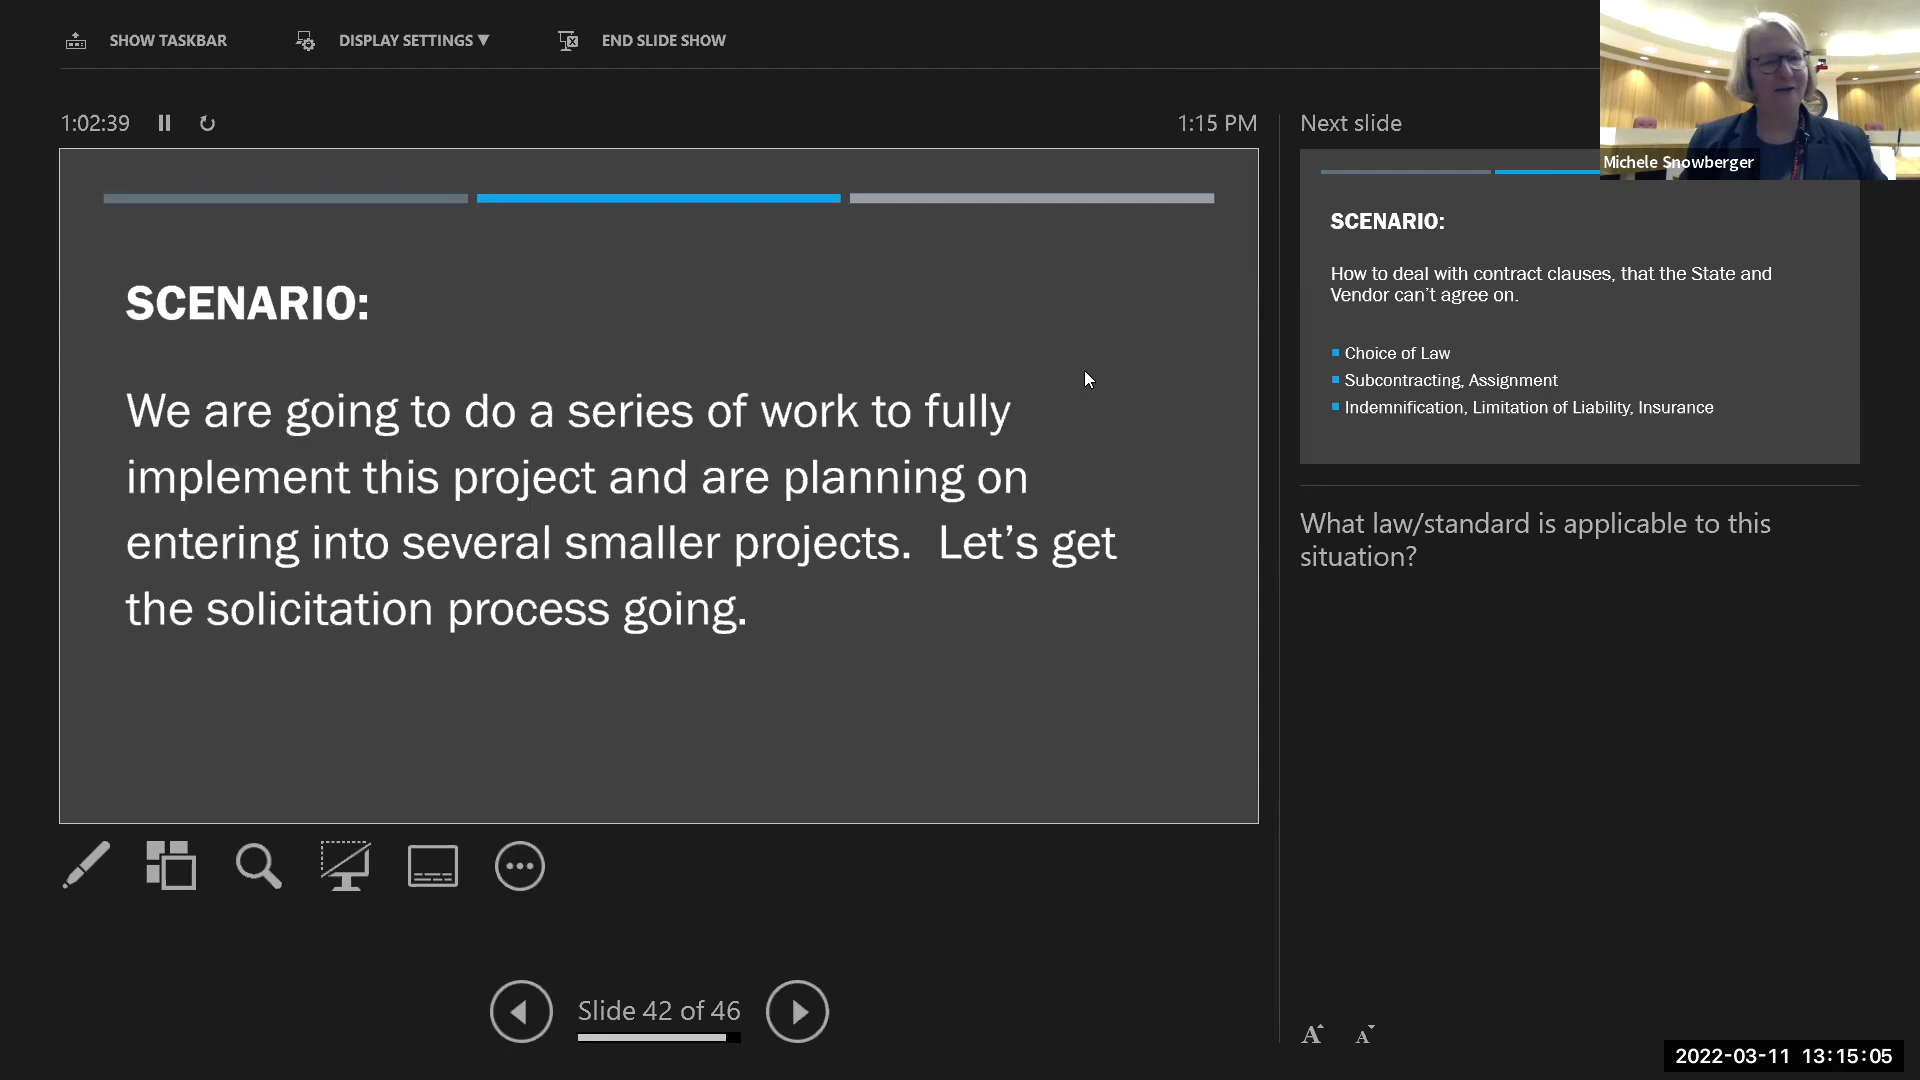 SHOW TASKBAR
DISPLAY SETTINGS ▼
END SLIDE SHOW
1:02:39
1:15 PM
SCENARIO:
We are going to do a series of work to fully
implement this project and are planning on
entering into several smaller projects.  Let’s get
the solicitation process going.
Slide 42 of 46
Next slide
Michele Snowberger
SCENARIO:
How to deal with contract clauses, that the State and
Vendor can’t agree on.
Choice of Law
Subcontracting, Assignment
Indemnification, Limitation of Liability, Insurance
What law/standard is applicable to this
situation?
A A
2022-03-11 13:15:05